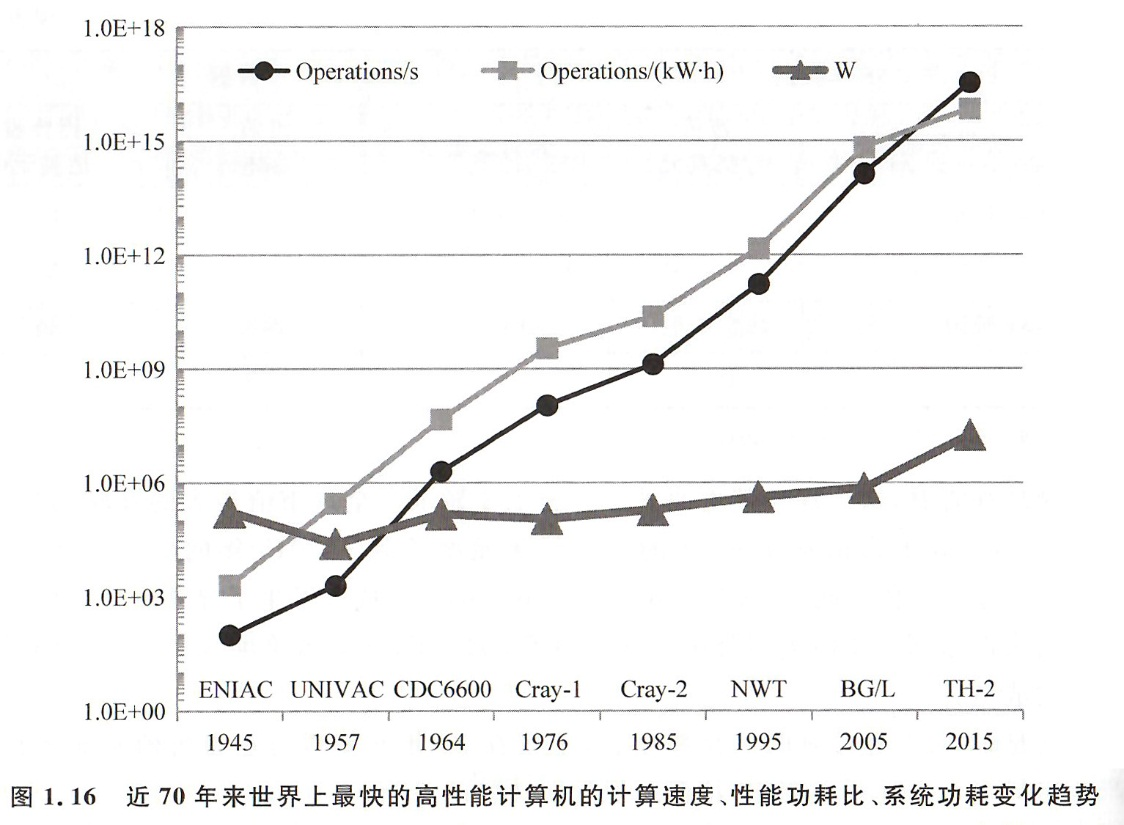 1.0E+18
Operations/s Operations/(kW·h) W
1.0E+15
1.0E+12
1.0E+09
1.0E+06
1.0E+03
ENIAC UNIVAC CDC6600 Cray-1 Cray-2 NWT BG/L TH-2
1.0E+00
1945 1957 1964 1976 1985 1995 2005 2015
图 1.16 近 70 年来世界上最快的高性能计算机的计算速度、性能功耗比、系统功耗变化趋势